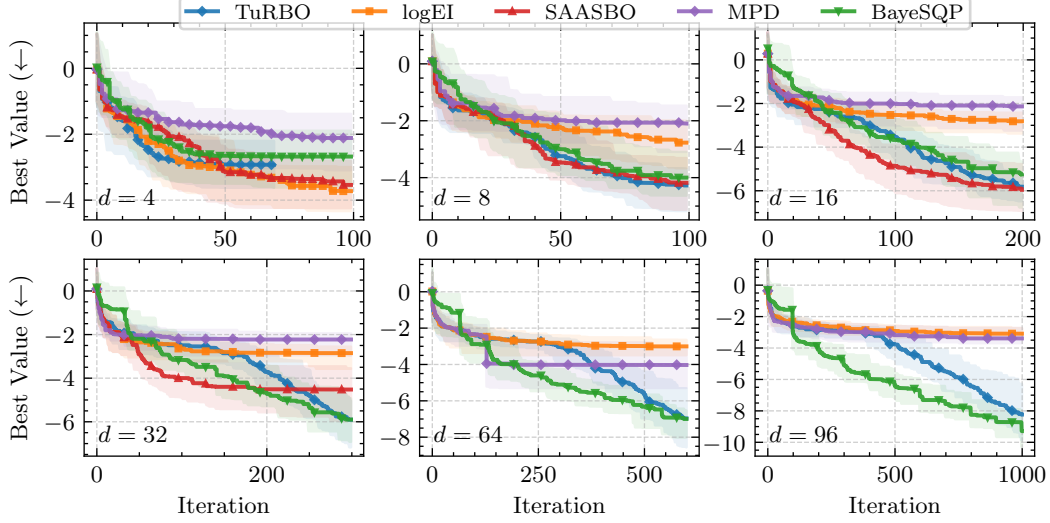 TuRBO logEI SAASBO MPD BayeSQP
Best Value (←)
0
−2
−4
d = 4
0 50 100
0
−2
−4
d = 8
0 50 100
0
−2
−4
−6
d = 16
0 100 200
Best Value (←)
0
−2
−4
−6
d = 32
0 200
Iteration
0
−2
−4
−6
−8
d = 64
0 250 500
Iteration
0
−2
−4
−6
−8
−10
d = 96
0 500 1000
Iteration